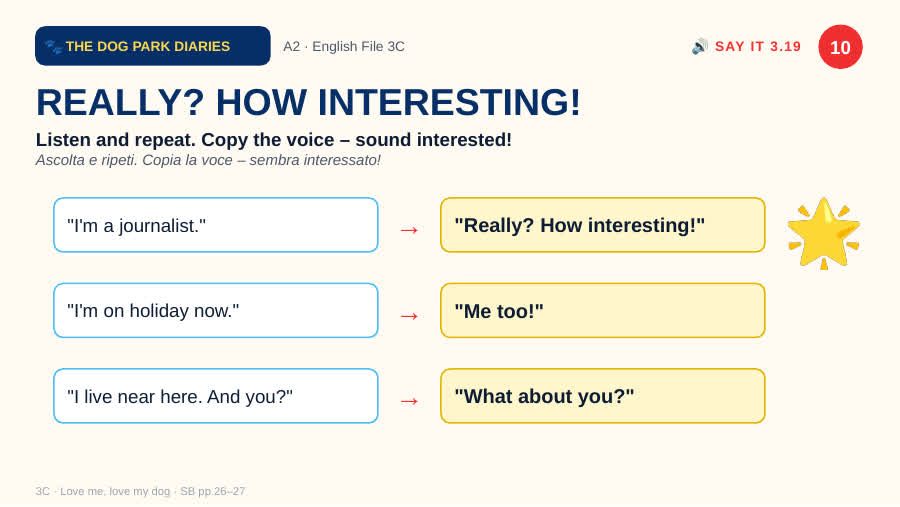 THE DOG PARK DIARIES
A2 · English File 3C
SAY IT 3.19
10
REALLY? HOW INTERESTING!
Listen and repeat. Copy the voice – sound interested!
Ascolta e ripeti. Copia la voce – sembra interessato!
"I'm a journalist." → "Really? How interesting!"
"I'm on holiday now." → "Me too!"
"I live near here. And you?" → "What about you?"
3C · Love me, love my dog · SB pp.26–27